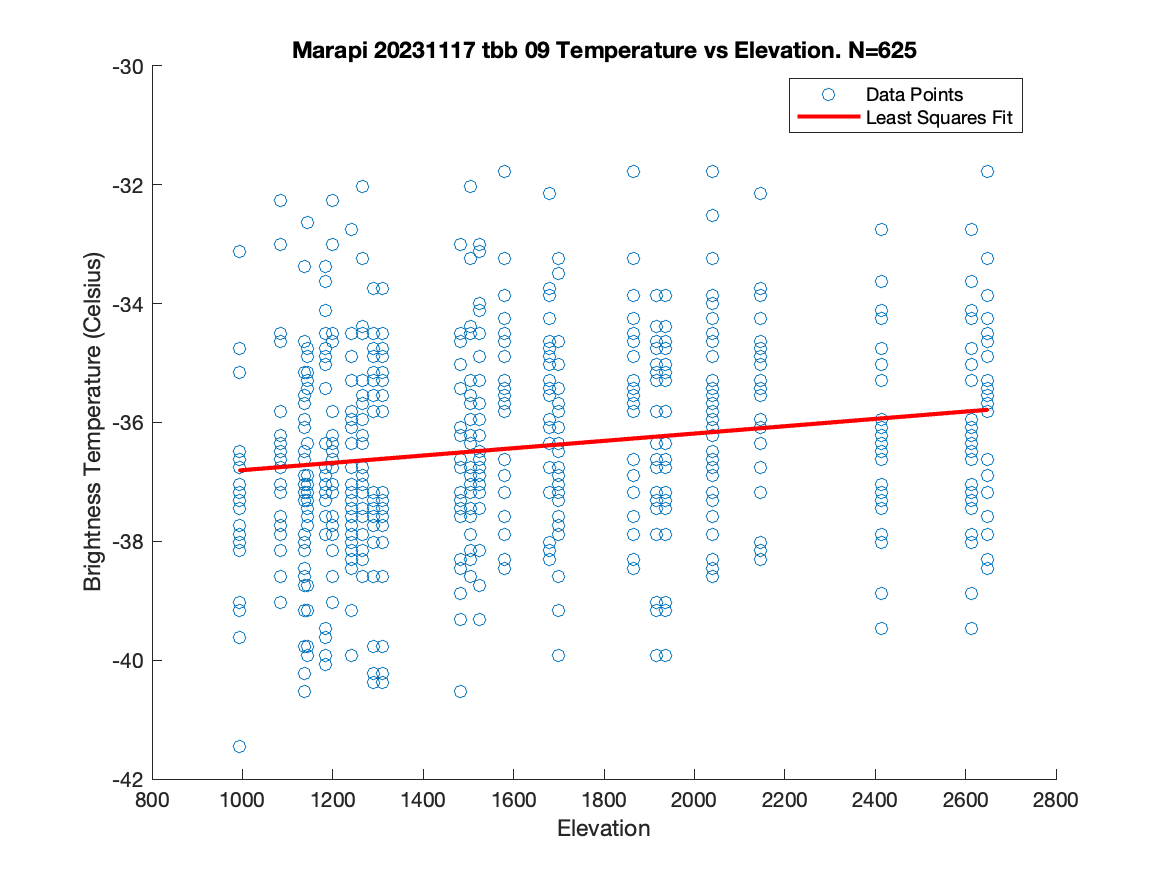 Marapi 20231117 tbb 09 Temperature vs Elevation. N=625
Data Points
Least Squares Fit
Brightness Temperature (Celsius)
-30
-32
-34
-36
-38
-40
-42
800 1000 1200 1400 1600 1800 2000 2200 2400 2600 2800
Elevation